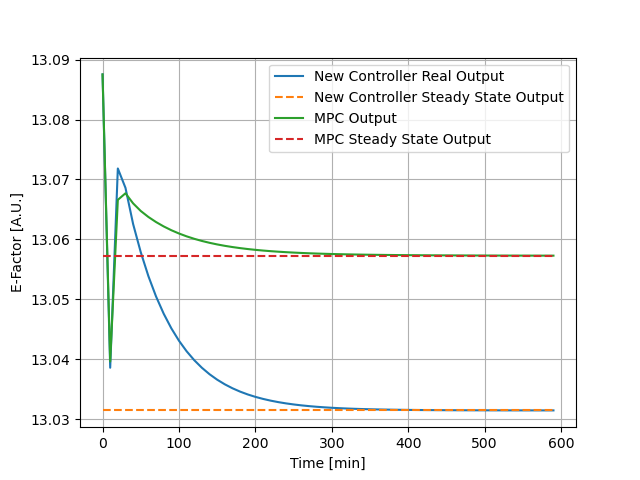 13.09
13.08
13.07
13.06
13.05
13.04
13.03
E-Factor [A.U.]
New Controller Real Output
New Controller Steady State Output
MPC Output
MPC Steady State Output
0 100 200 300 400 500 600
Time [min]